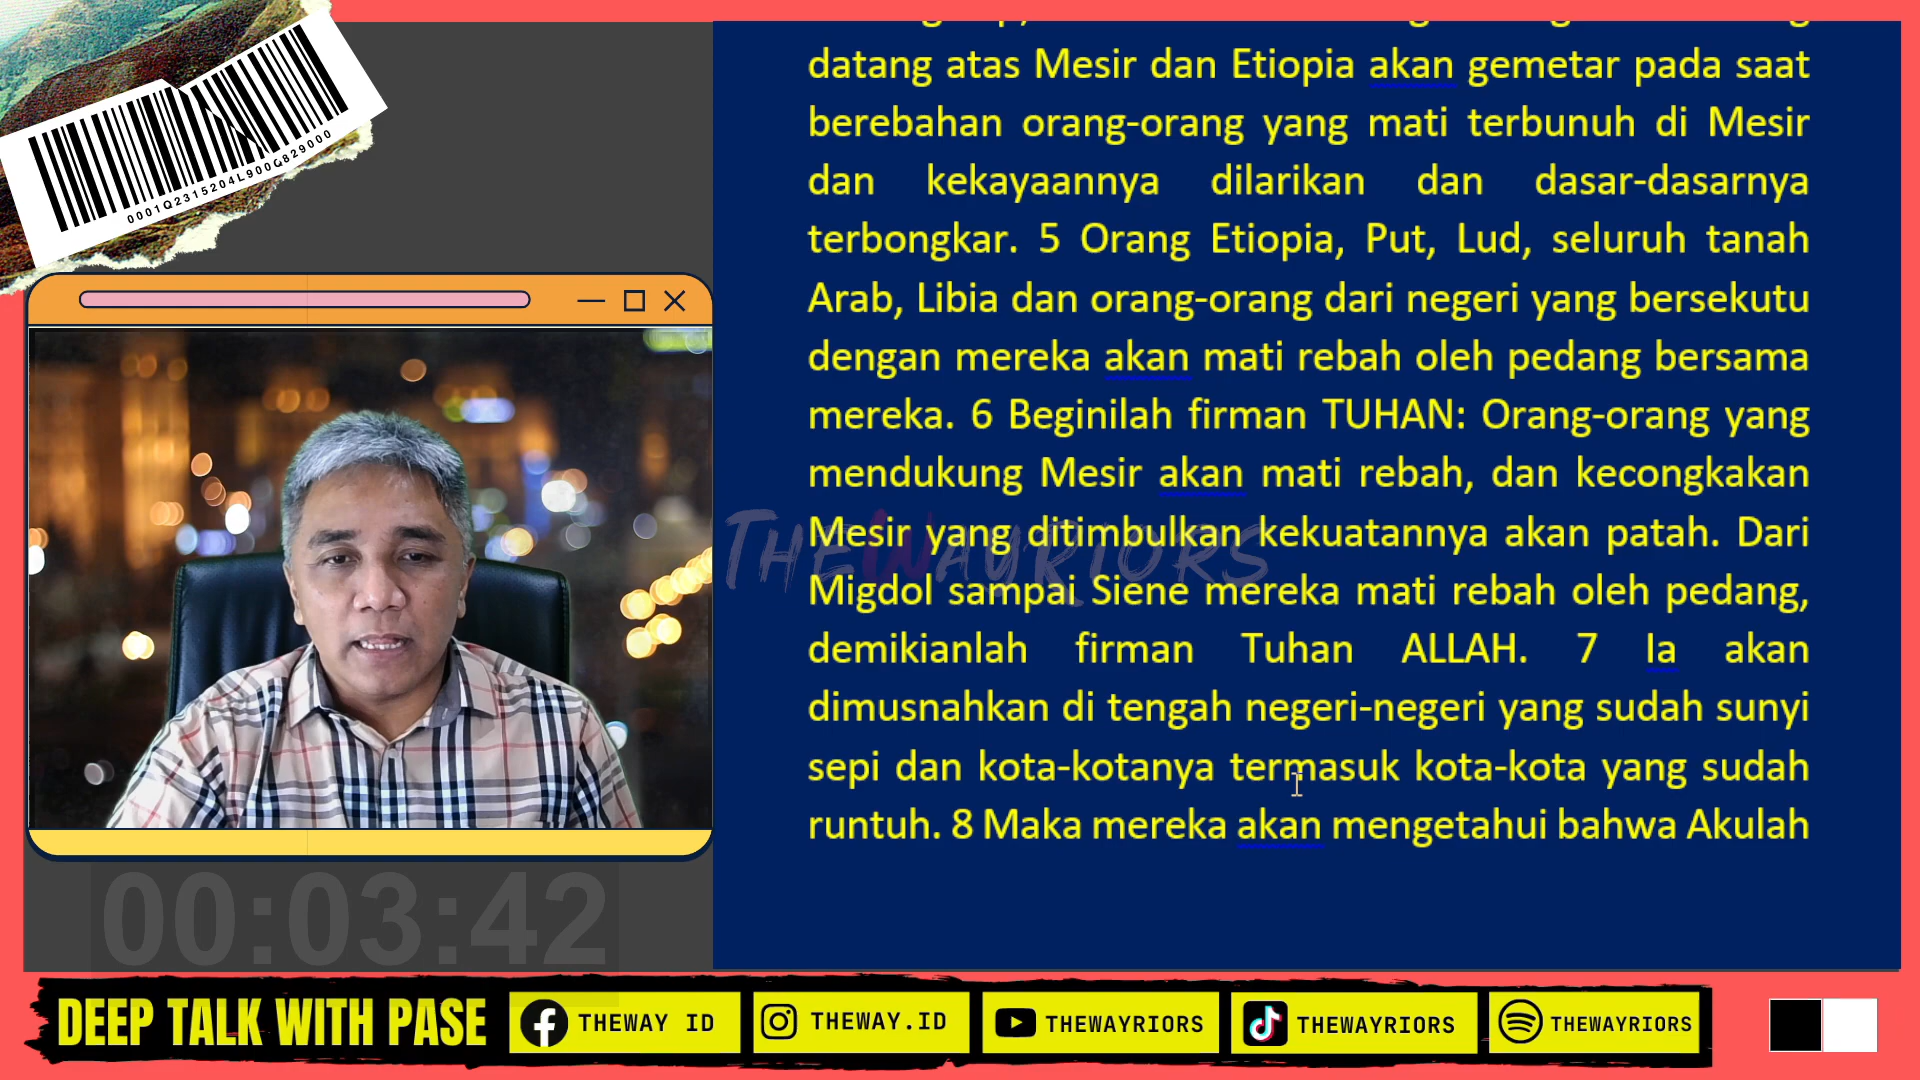 datang atas Mesir dan Etiopia akan gemetar pada saat
berebahan orang-orang yang mati terbunuh di Mesir
dan kekayaannya dilarikan dan dasar-dasarnya
terbongkar. 5 Orang Etiopia, Put, Lud, seluruh tanah
Arab, Libia dan orang-orang dari negeri yang bersekutu
dengan mereka akan mati rebah oleh pedang bersama
mereka. 6 Beginilah firman TUHAN: Orang-orang yang
mendukung Mesir akan mati rebah, dan kecongkakan
Mesir yang ditimbulkan kekuatannya akan patah. Dari
Migdol sampai Siene mereka mati rebah oleh pedang,
demikianlah firman Tuhan ALLAH. 7 Ia akan
dimusnahkan di tengah negeri-negeri yang sudah sunyi
sepi dan kota-kotanya termasuk kota-kota yang sudah
runtuh. 8 Maka mereka akan mengetahui bahwa Akulah
THEWAYRIORS
00:03:42
DEEP TALK WITH PASE
THEWAY ID
THEWAY.ID
THEWAYRIORS
THEWAYRIORS
THEWAYRIORS